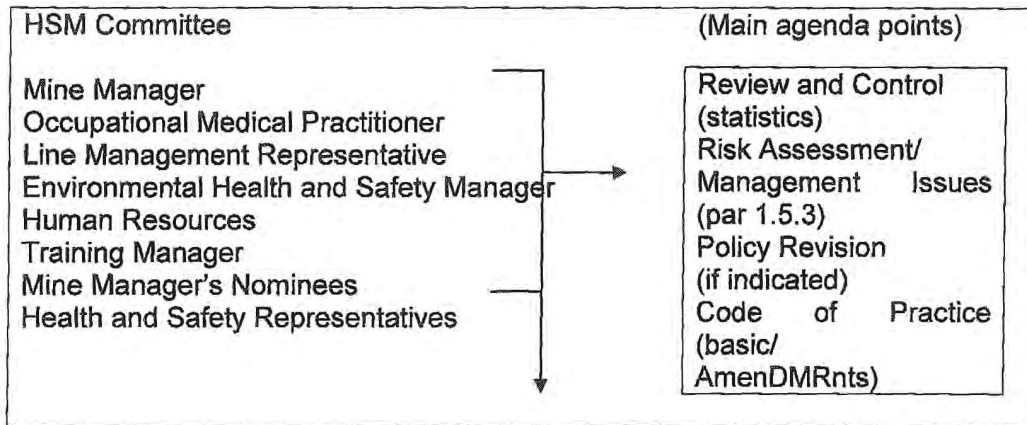 HSM Committee
(Main agenda points)
Mine Manager
Occupational Medical Practitioner
Line Management Representative
Environmental Health and Safety Manager
Human Resources
Training Manager
Mine Manager's Nominees
Health and Safety Representatives
Review and Control
(statistics)
Risk Assessment/
Management Issues
(par 1.5.3)
Policy Revision
(if indicated)
Code of Practice
(basic/
AmenDMRnts)